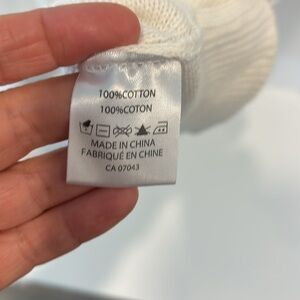 100%COTTON
100%COTON
MADE IN CHINA
FABRIQUÉ EN CHINE
CA 07043